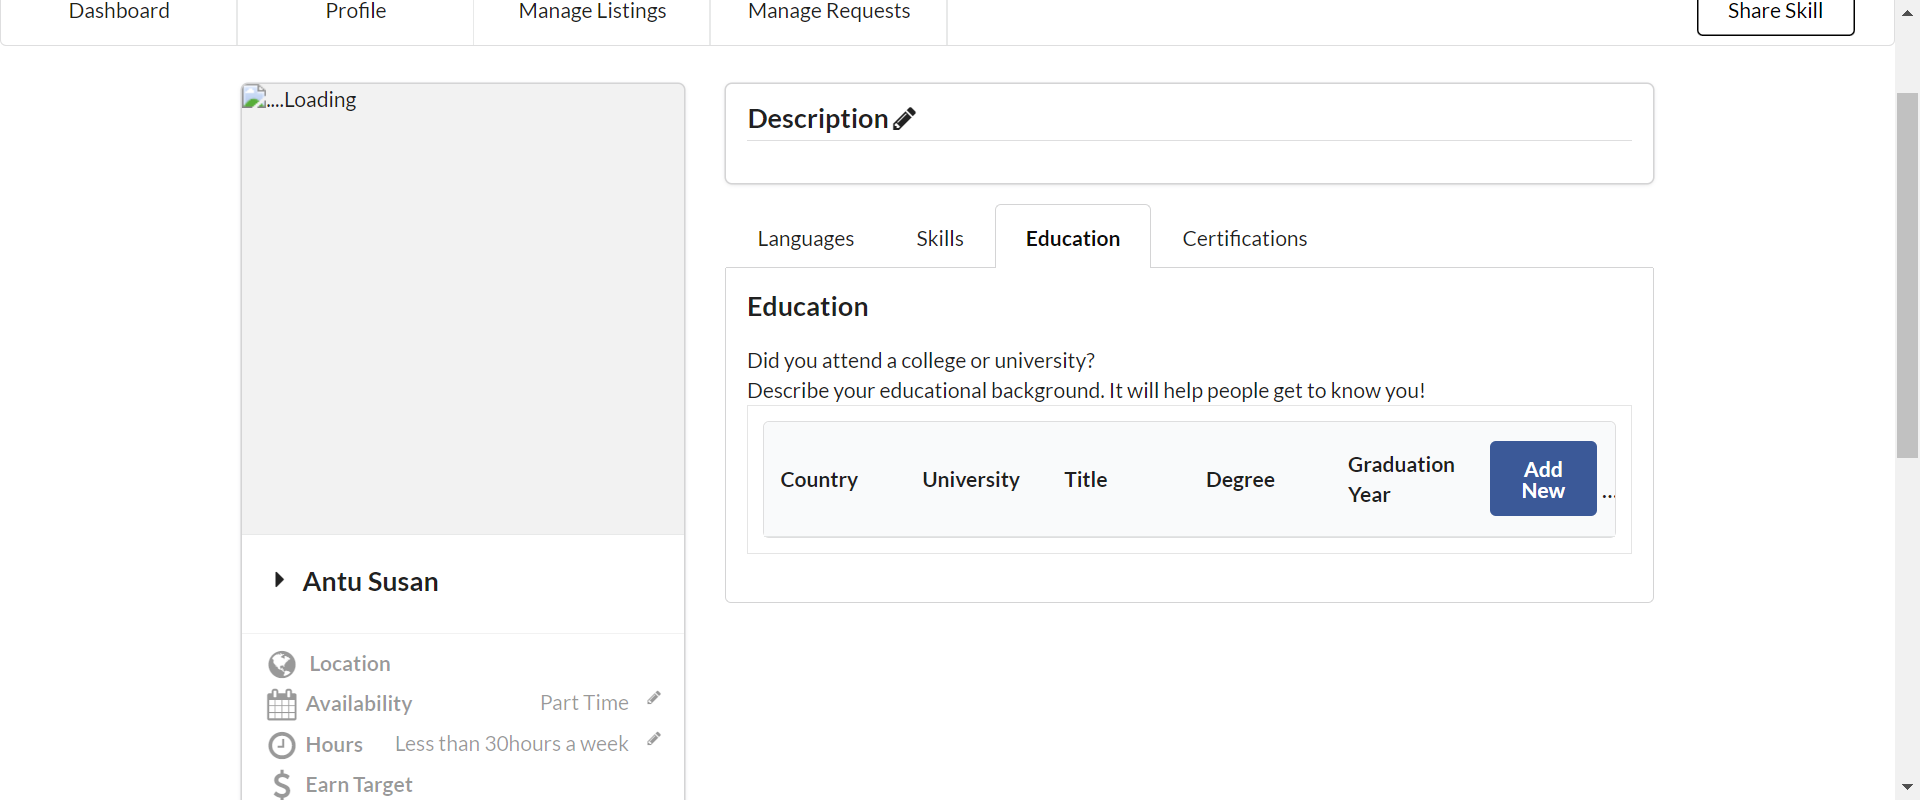 Dashboard
Profile
Manage Listings
Manage Requests
Share Skill
....Loading
Antu Susan
Location
Availability Part Time
Hours Less than 30hours a week
Earn Target
Description
Languages
Skills
Education
Certifications
Education
Did you attend a college or university?
Describe your educational background. It will help people get to know you!
Country
University
Title
Degree
Graduation
Year
Add
New
...